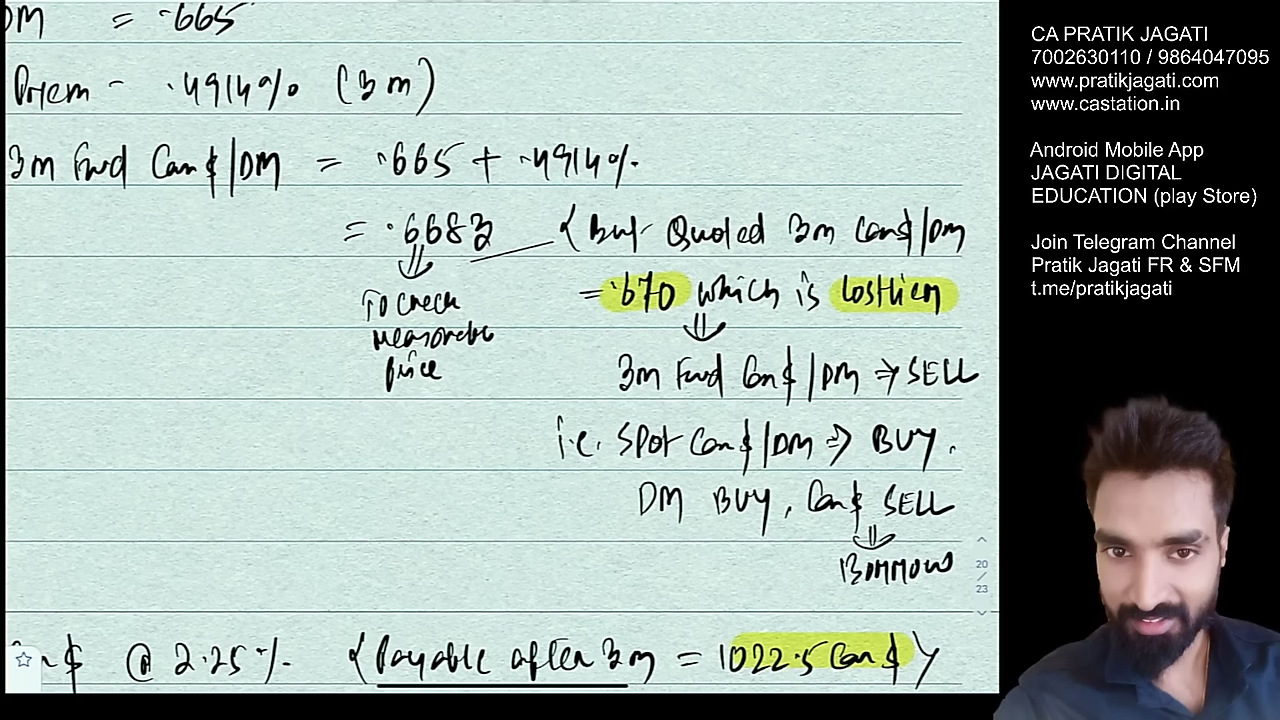 DM = .665
Prem - .4914% (3m)
3m Fwd Can$/DM = .665 + .4914%
= .6683 { But Quoted 3m Can$/DM
= .670 which is costlier
To check
reasonable
price
3m Fwd Can$/DM ⇒ SELL
i.e. Spot Can$/DM ⇒ BUY.
DM BUY, Can$ SELL
BORROW
n$ @ 2.25%. { Payable after 3m = 1022.5 Can$ }
20
/
23
CA PRATIK JAGATI
7002630110 / 9864047095
www.pratikjagati.com
www.castation.in
Android Mobile App
JAGATI DIGITAL
EDUCATION (play Store)
Join Telegram Channel
Pratik Jagati FR & SFM
t.me/pratikjagati